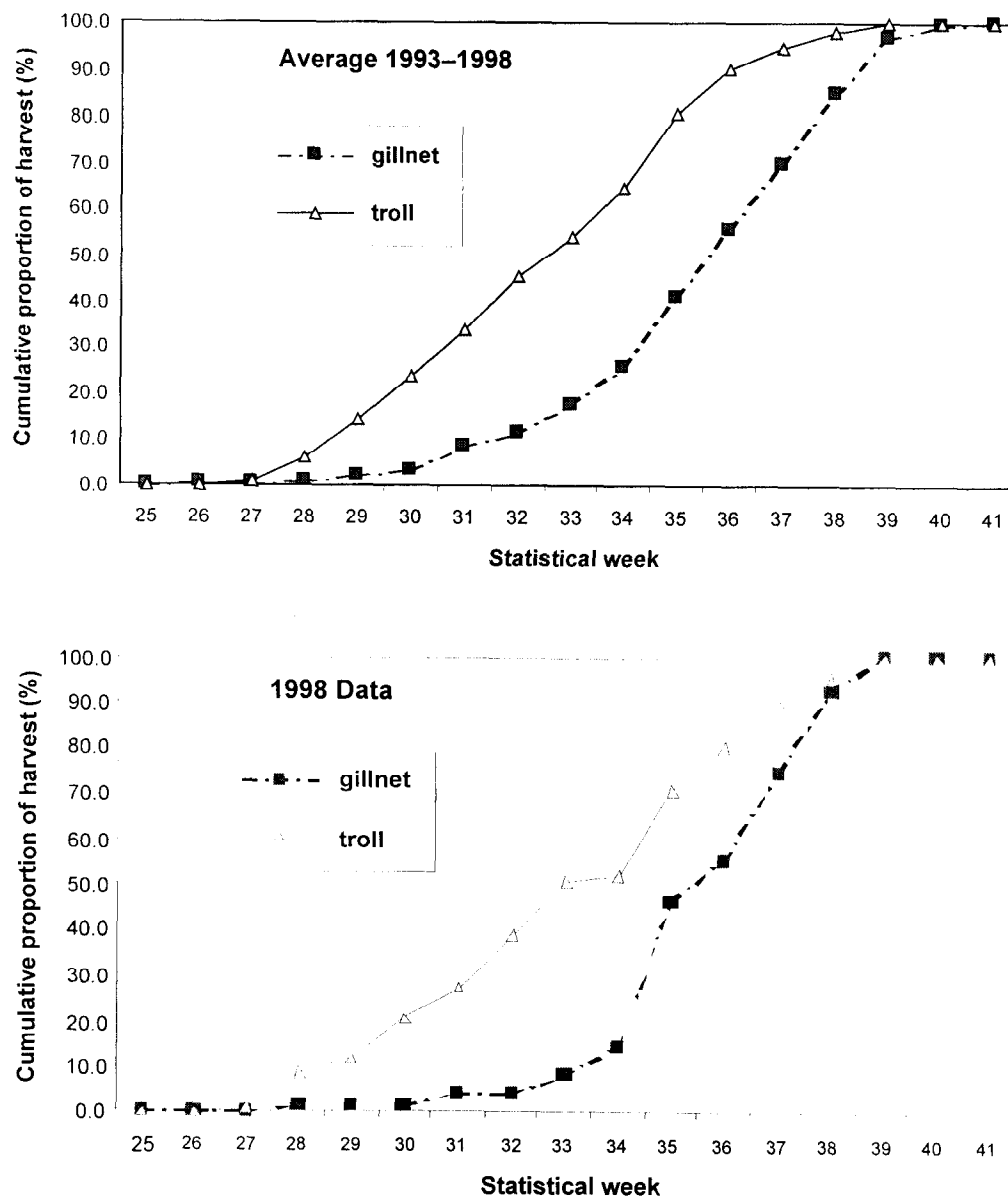 Average 1993–1998
gillnet
troll
Cumulative proportion of harvest (%)
100.0
90.0
80.0
70.0
60.0
50.0
40.0
30.0
20.0
10.0
0.0
25 26 27 28 29 30 31 32 33 34 35 36 37 38 39 40 41
Statistical week
1998 Data
gillnet
troll
Cumulative proportion of harvest (%)
100.0
90.0
80.0
70.0
60.0
50.0
40.0
30.0
20.0
10.0
0.0
25 26 27 28 29 30 31 32 33 34 35 36 37 38 39 40 41
Statistical week